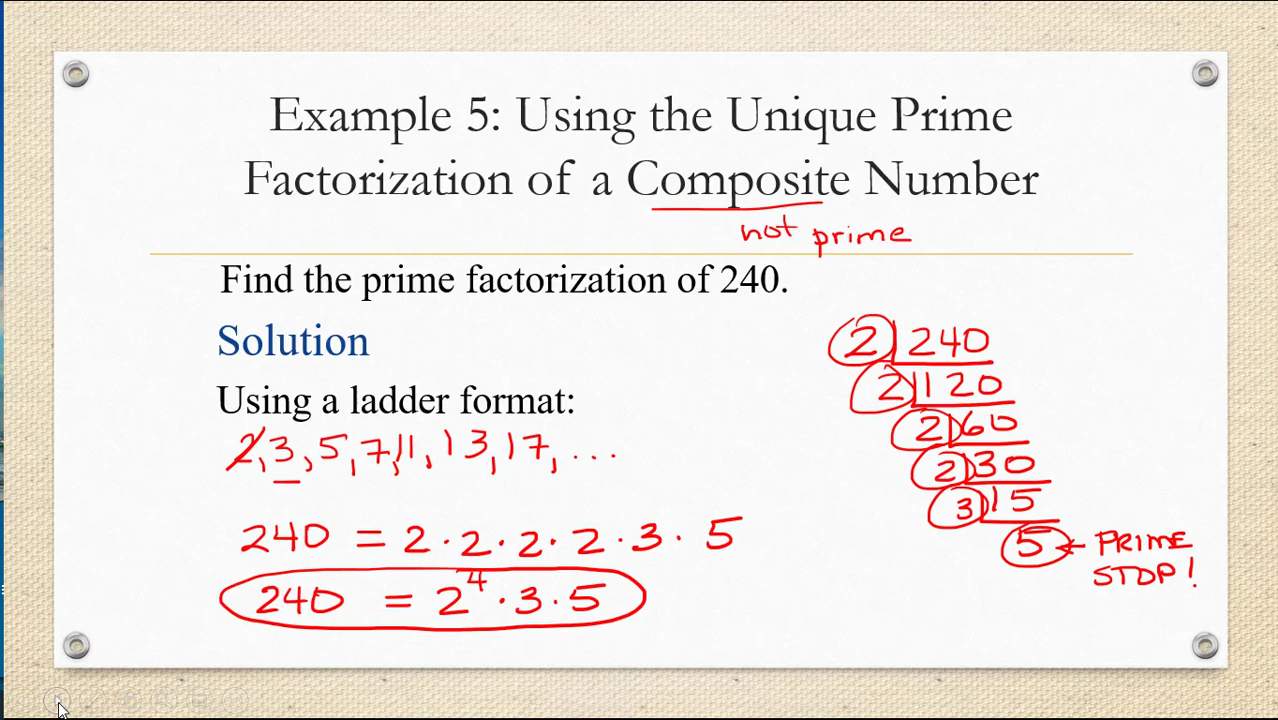 Example 5: Using the Unique Prime
Factorization of a Composite Number
not prime
Find the prime factorization of 240.
Solution
Using a ladder format:
2, 3, 5, 7, 11, 13, 17, ...
240 = 2 · 2 · 2 · 2 · 3 · 5
240 = 2⁴ · 3 · 5
2 240
2 120
2 60
2 30
3 15
5 ← PRIME
STOP!